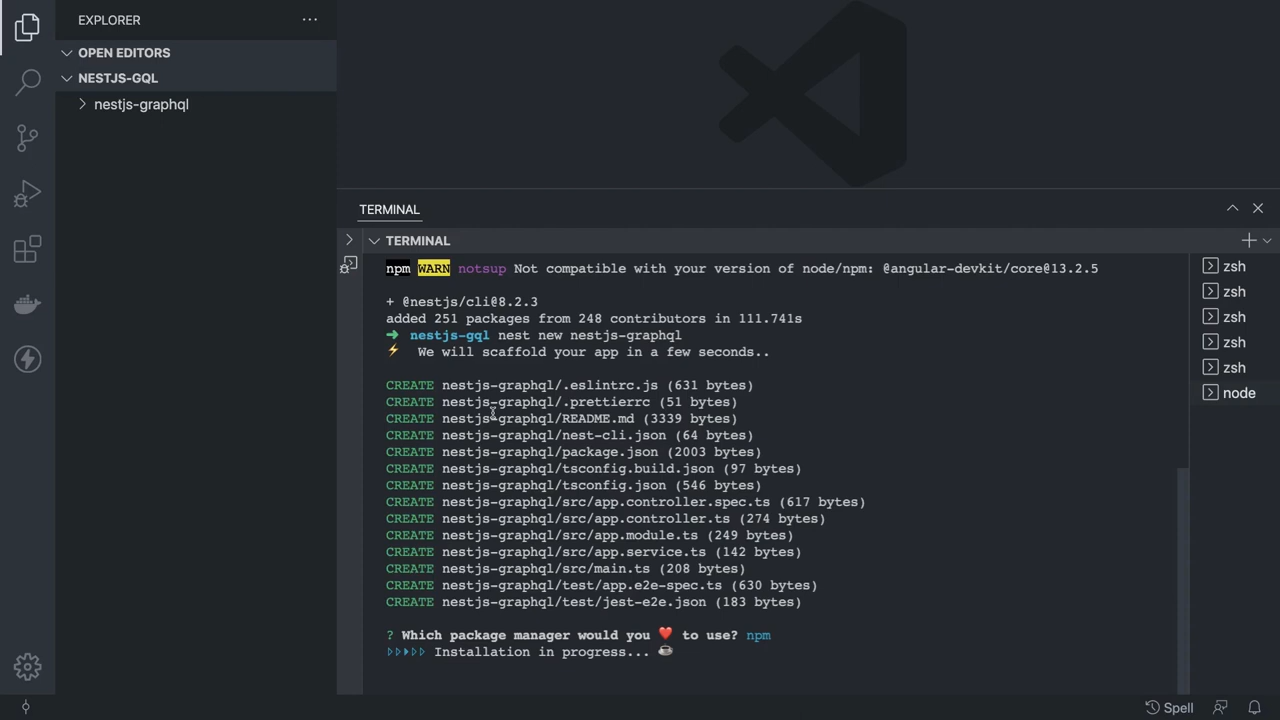 EXPLORER
OPEN EDITORS
NESTJS-GQL
nestjs-graphql
TERMINAL
TERMINAL
npm WARN notsup Not compatible with your version of node/npm: @angular-devkit/core@13.2.5
+ @nestjs/cli@8.2.3
added 251 packages from 248 contributors in 111.741s
➜ nestjs-gql nest new nestjs-graphql
⚡ We will scaffold your app in a few seconds..
CREATE nestjs-graphql/.eslintrc.js (631 bytes)
CREATE nestjs-graphql/.prettierrc (51 bytes)
CREATE nestjs-graphql/README.md (3339 bytes)
CREATE nestjs-graphql/nest-cli.json (64 bytes)
CREATE nestjs-graphql/package.json (2003 bytes)
CREATE nestjs-graphql/tsconfig.build.json (97 bytes)
CREATE nestjs-graphql/tsconfig.json (546 bytes)
CREATE nestjs-graphql/src/app.controller.spec.ts (617 bytes)
CREATE nestjs-graphql/src/app.controller.ts (274 bytes)
CREATE nestjs-graphql/src/app.module.ts (249 bytes)
CREATE nestjs-graphql/src/app.service.ts (142 bytes)
CREATE nestjs-graphql/src/main.ts (208 bytes)
CREATE nestjs-graphql/test/app.e2e-spec.ts (630 bytes)
CREATE nestjs-graphql/test/jest-e2e.json (183 bytes)
? Which package manager would you ❤️ to use? npm
▹▹▸▹▹ Installation in progress... ☕
zsh
zsh
zsh
zsh
zsh
node
Spell